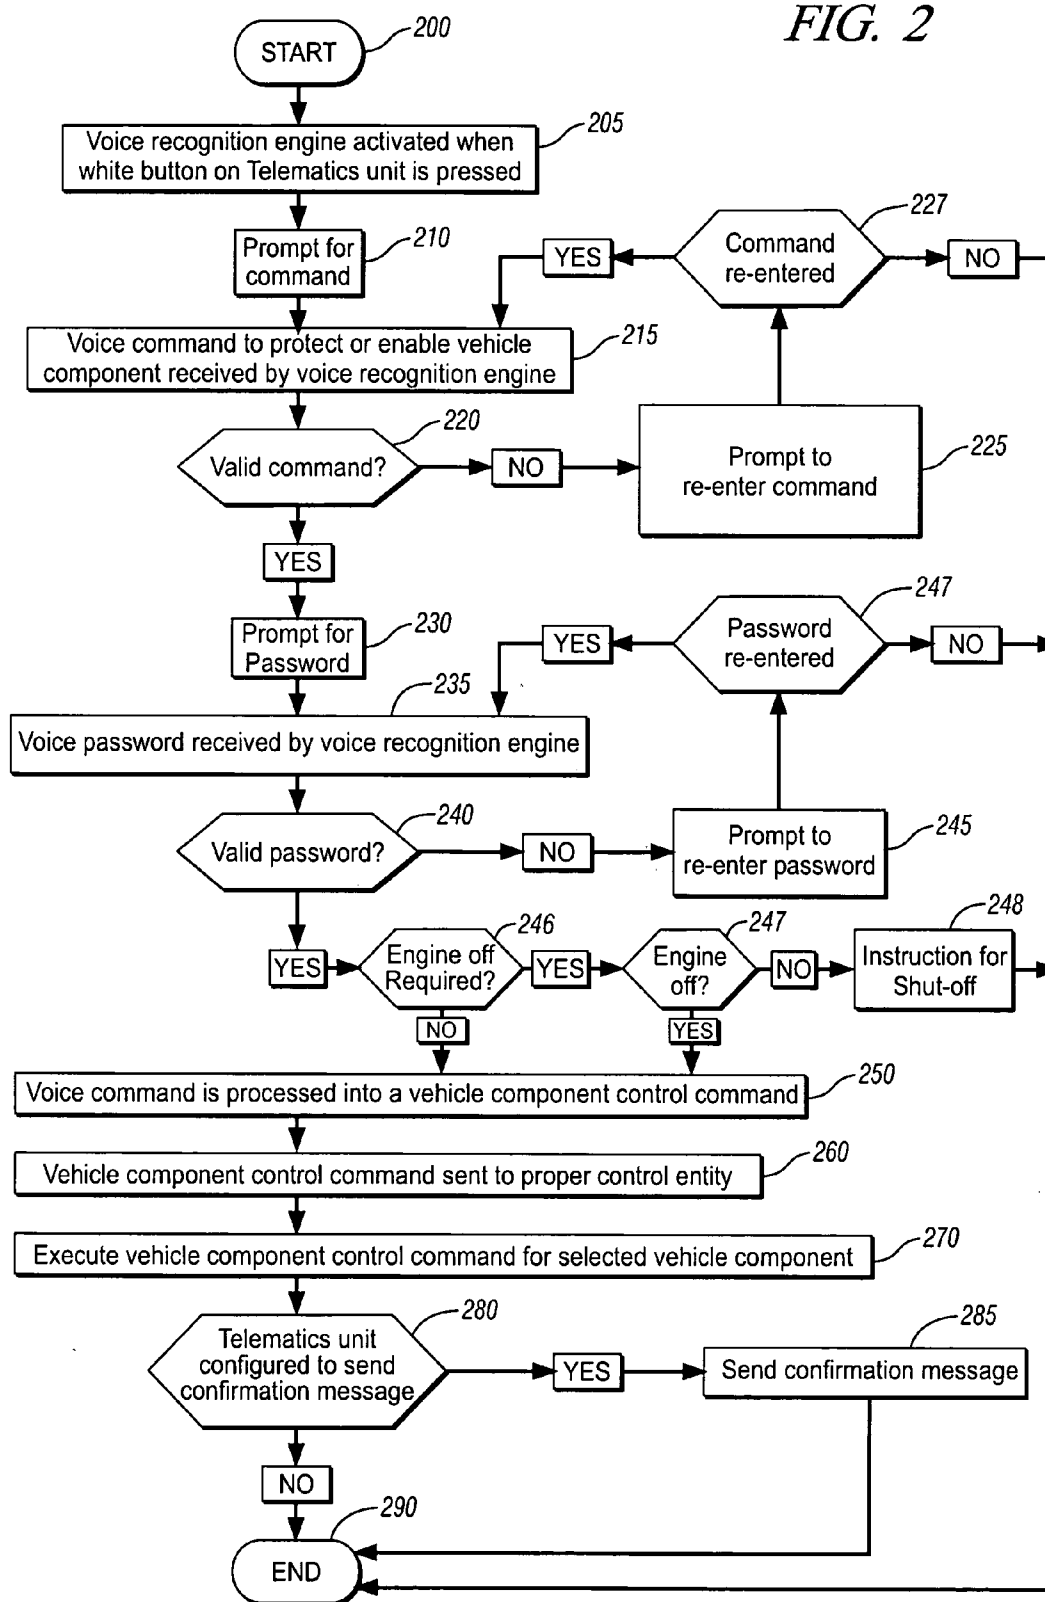 FIG. 2
START
200
Voice recognition engine activated when
white button on Telematics unit is pressed
205
Prompt for
command
210
YES
Command
re-entered
227
NO
Voice command to protect or enable vehicle
component received by voice recognition engine
215
Valid command?
220
NO
Prompt to
re-enter command
225
YES
Prompt for
Password
230
YES
Password
re-entered
247
NO
Voice password received by voice recognition engine
235
Valid password?
240
NO
Prompt to
re-enter password
245
YES
Engine off
Required?
246
YES
Engine
off?
247
NO
Instruction for
Shut-off
248
NO
YES
Voice command is processed into a vehicle component control command
250
Vehicle component control command sent to proper control entity
260
Execute vehicle component control command for selected vehicle component
270
Telematics unit
configured to send
confirmation message
280
YES
Send confirmation message
285
NO
END
290